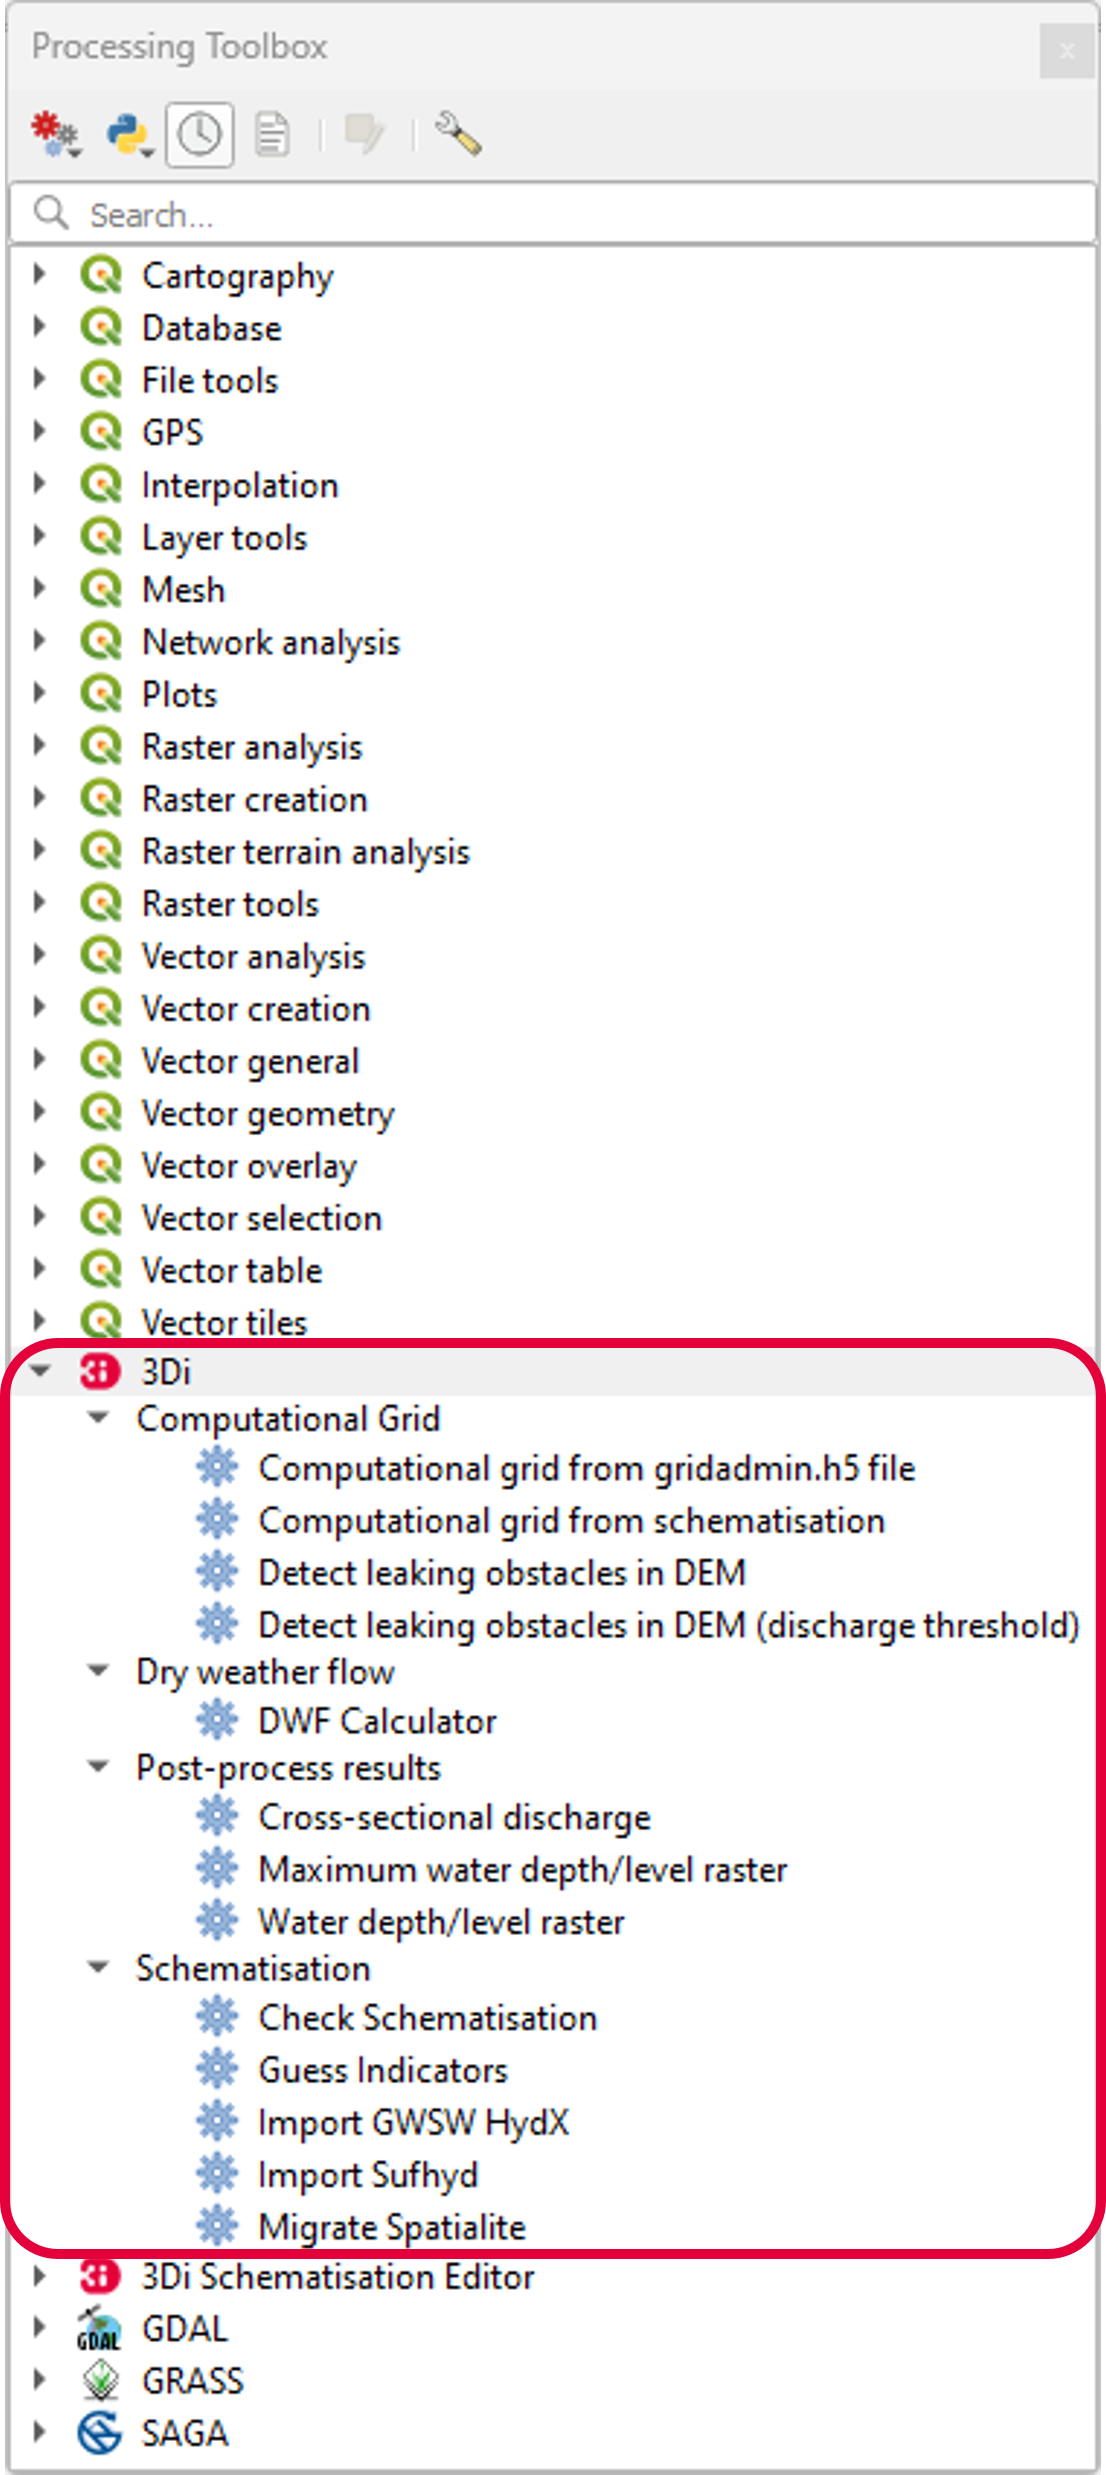 Processing Toolbox
x
Search...
Cartography
Database
File tools
GPS
Interpolation
Layer tools
Mesh
Network analysis
Plots
Raster analysis
Raster creation
Raster terrain analysis
Raster tools
Vector analysis
Vector creation
Vector general
Vector geometry
Vector overlay
Vector selection
Vector table
Vector tiles
3i 3Di
Computational Grid
Computational grid from gridadmin.h5 file
Computational grid from schematisation
Detect leaking obstacles in DEM
Detect leaking obstacles in DEM (discharge threshold)
Dry weather flow
DWF Calculator
Post-process results
Cross-sectional discharge
Maximum water depth/level raster
Water depth/level raster
Schematisation
Check Schematisation
Guess Indicators
Import GWSW HydX
Import Sufhyd
Migrate Spatialite
3i 3Di Schematisation Editor
GDAL GDAL
GRASS
SAGA